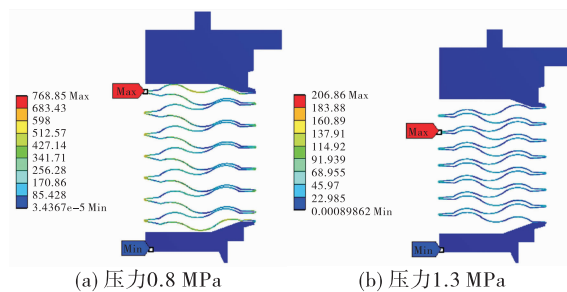 Max
768.85 Max
683.43
598
512.57
427.14
341.71
256.28
170.86
85.428
3.4367e-5 Min
Min
(a) 压力0.8 MPa
206.86 Max
183.88
160.89
137.91
114.92
91.939
68.955
45.97
22.985
0.00089862 Min
Max
Min
(b) 压力1.3 MPa